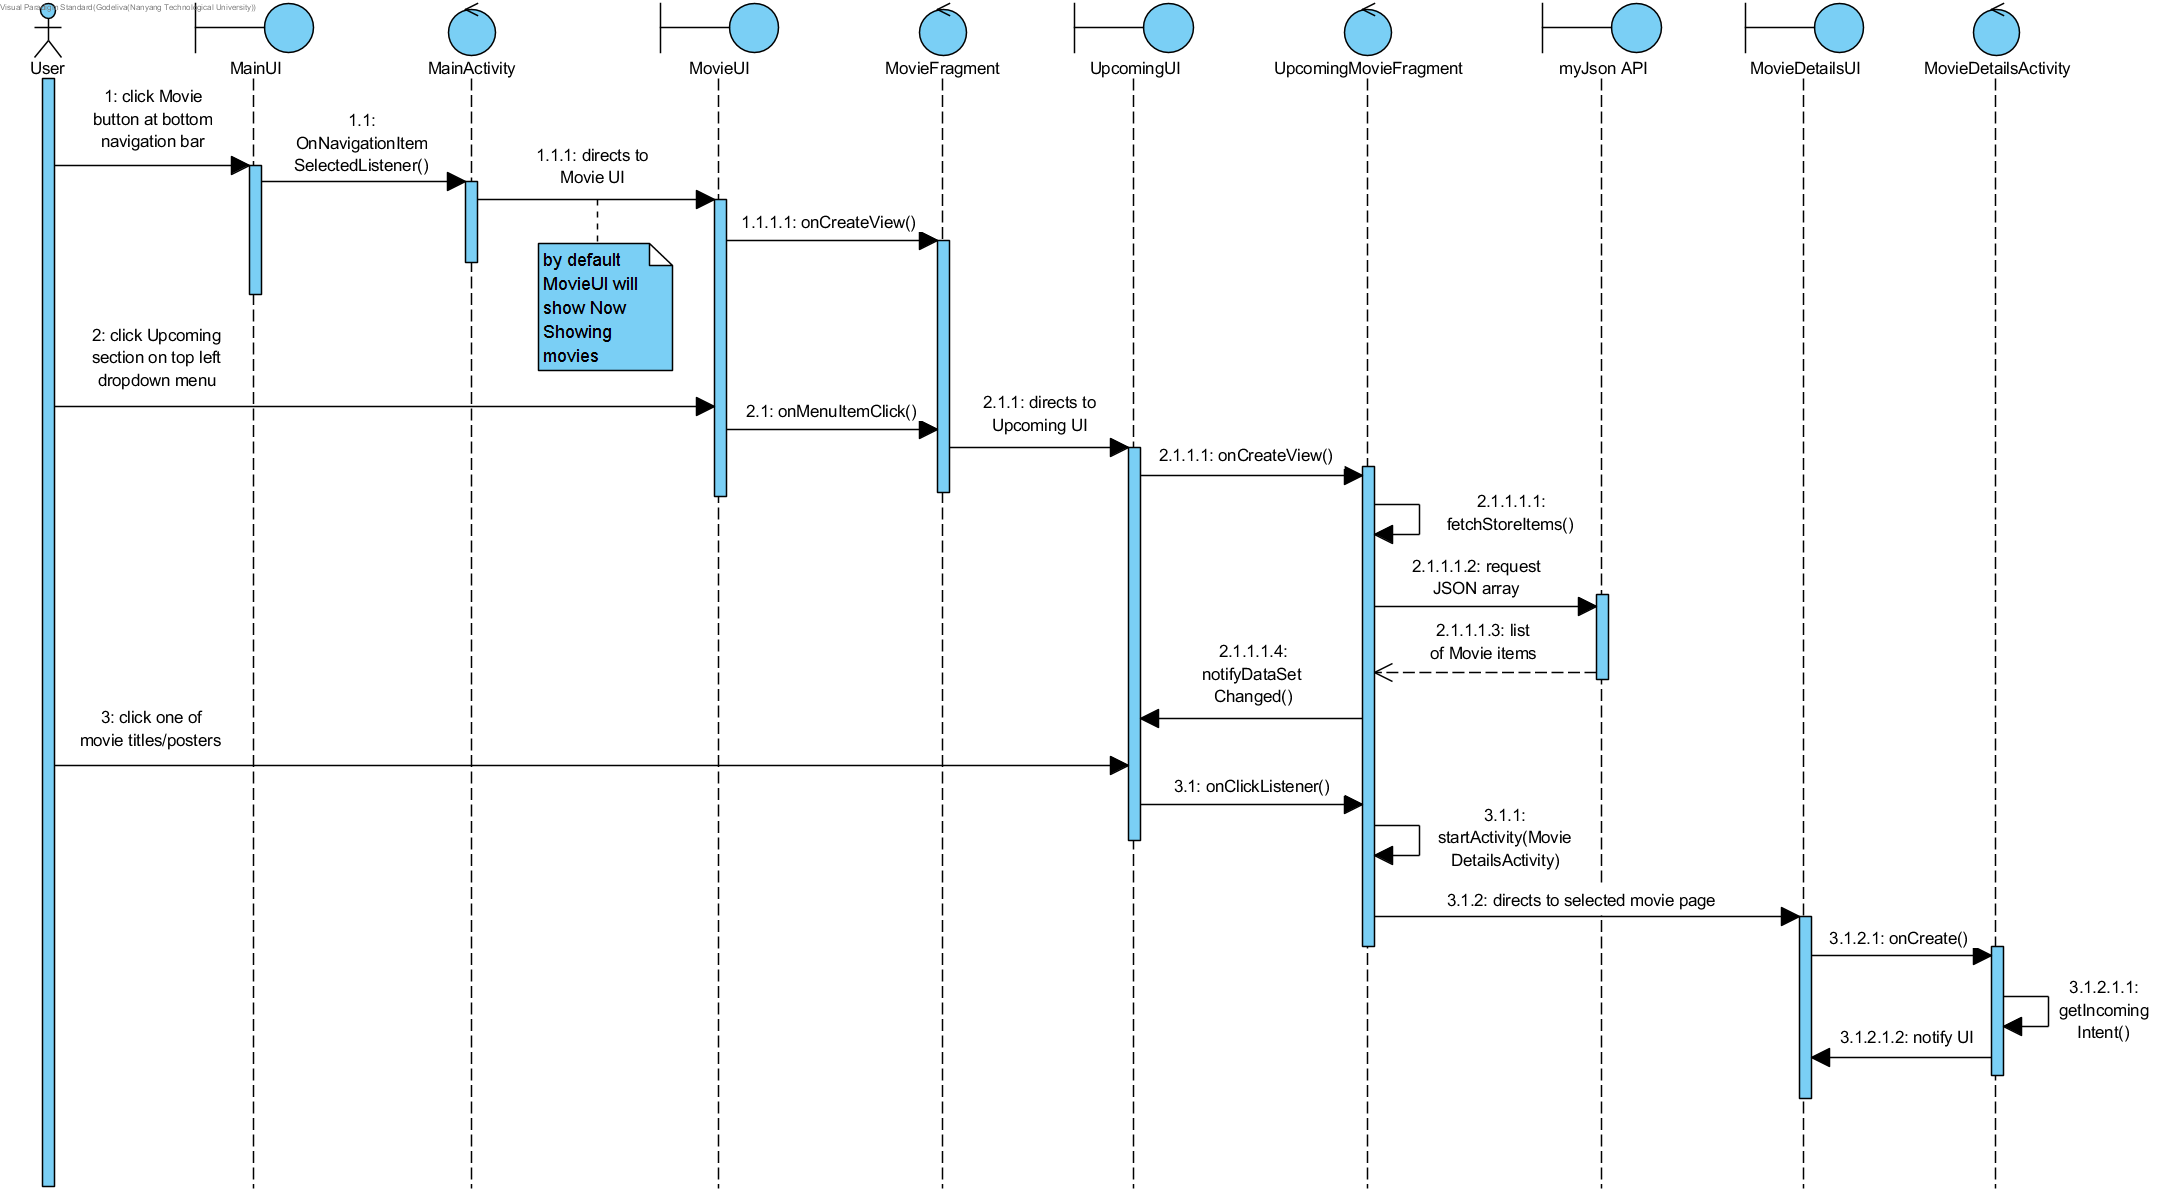 Visual Paradigm Standard(Godeliva(Nanyang Technological University))
User
MainUI
MainActivity
MovieUI
MovieFragment
UpcomingUI
UpcomingMovieFragment
myJson API
MovieDetailsUI
MovieDetailsActivity
1: click Movie
button at bottom
navigation bar
1.1:
OnNavigationItem
SelectedListener()
1.1.1: directs to
Movie UI
1.1.1.1: onCreateView()
by default
MovieUI will
show Now
Showing
movies
2: click Upcoming
section on top left
dropdown menu
2.1: onMenuItemClick()
2.1.1: directs to
Upcoming UI
2.1.1.1: onCreateView()
2.1.1.1.1:
fetchStoreItems()
2.1.1.1.2: request
JSON array
2.1.1.1.3: list
of Movie items
2.1.1.1.4:
notifyDataSet
Changed()
3: click one of
movie titles/posters
3.1: onClickListener()
3.1.1:
startActivity(Movie
DetailsActivity)
3.1.2: directs to selected movie page
3.1.2.1: onCreate()
3.1.2.1.1:
getIncoming
Intent()
3.1.2.1.2: notify UI